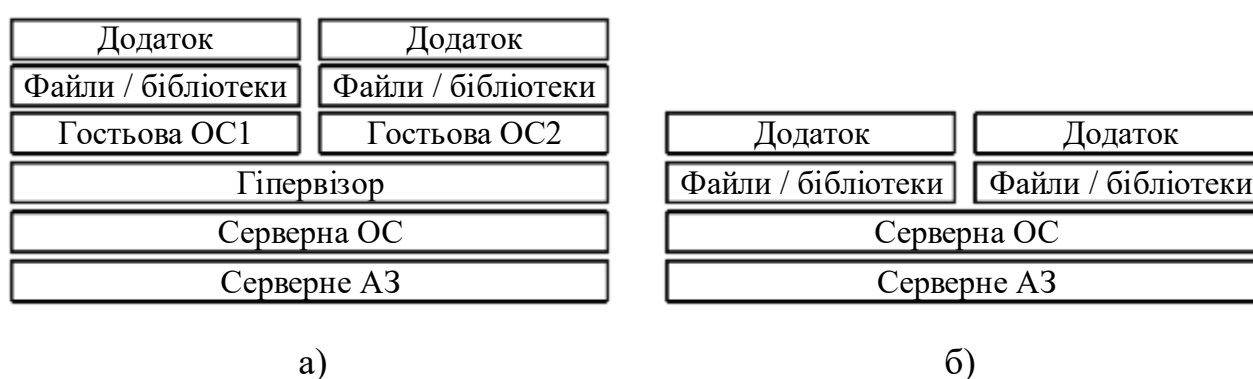 Додаток Додаток
Файли / бібліотеки Файли / бібліотеки
Гостьова ОС1 Гостьова ОС2
Гіпервізор
Серверна ОС
Серверне АЗ
а)
Додаток Додаток
Файли / бібліотеки Файли / бібліотеки
Серверна ОС
Серверне АЗ
б)